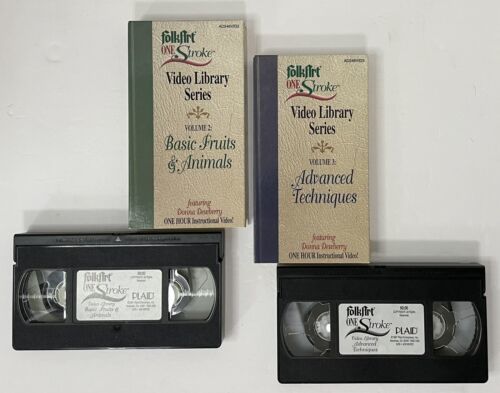 FolkArt
ONE Stroke
Video Library
Series
VOLUME 2:
Basic Fruits
& Animals
featuring
Donna Dewberry
ONE HOUR Instructional Video!
FolkArt
ONE Stroke
Video Library
Series
VOLUME 3:
Advanced
Techniques
featuring
Donna Dewberry
ONE HOUR Instructional Video!
FolkArt
ONE Stroke
Video Library
Basic Fruits &
Animals
PLAID
FolkArt
ONE Stroke
Video Library
Advanced
Techniques
PLAID